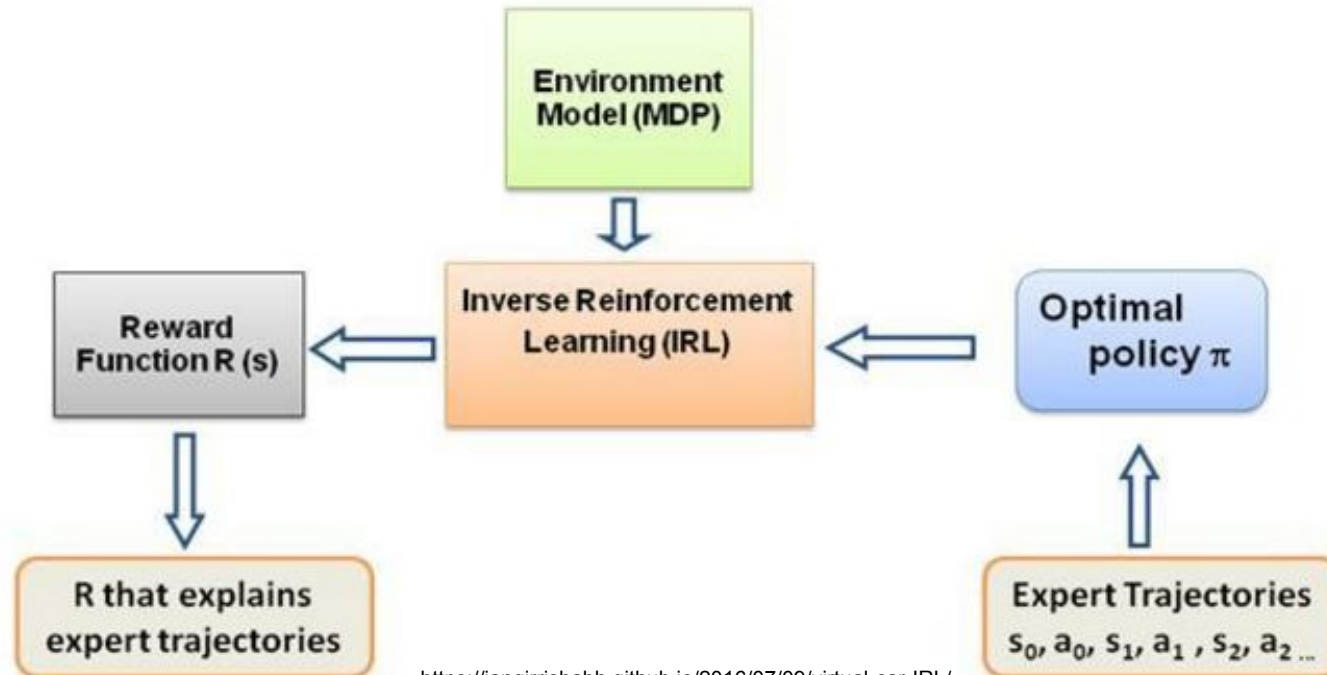 Environment
Model (MDP)
Inverse Reinforcement
Learning (IRL)
Reward
Function R (s)
Optimal
policy π
R that explains
expert trajectories
Expert Trajectories
s₀, a₀, s₁, a₁ , s₂, a₂ ...